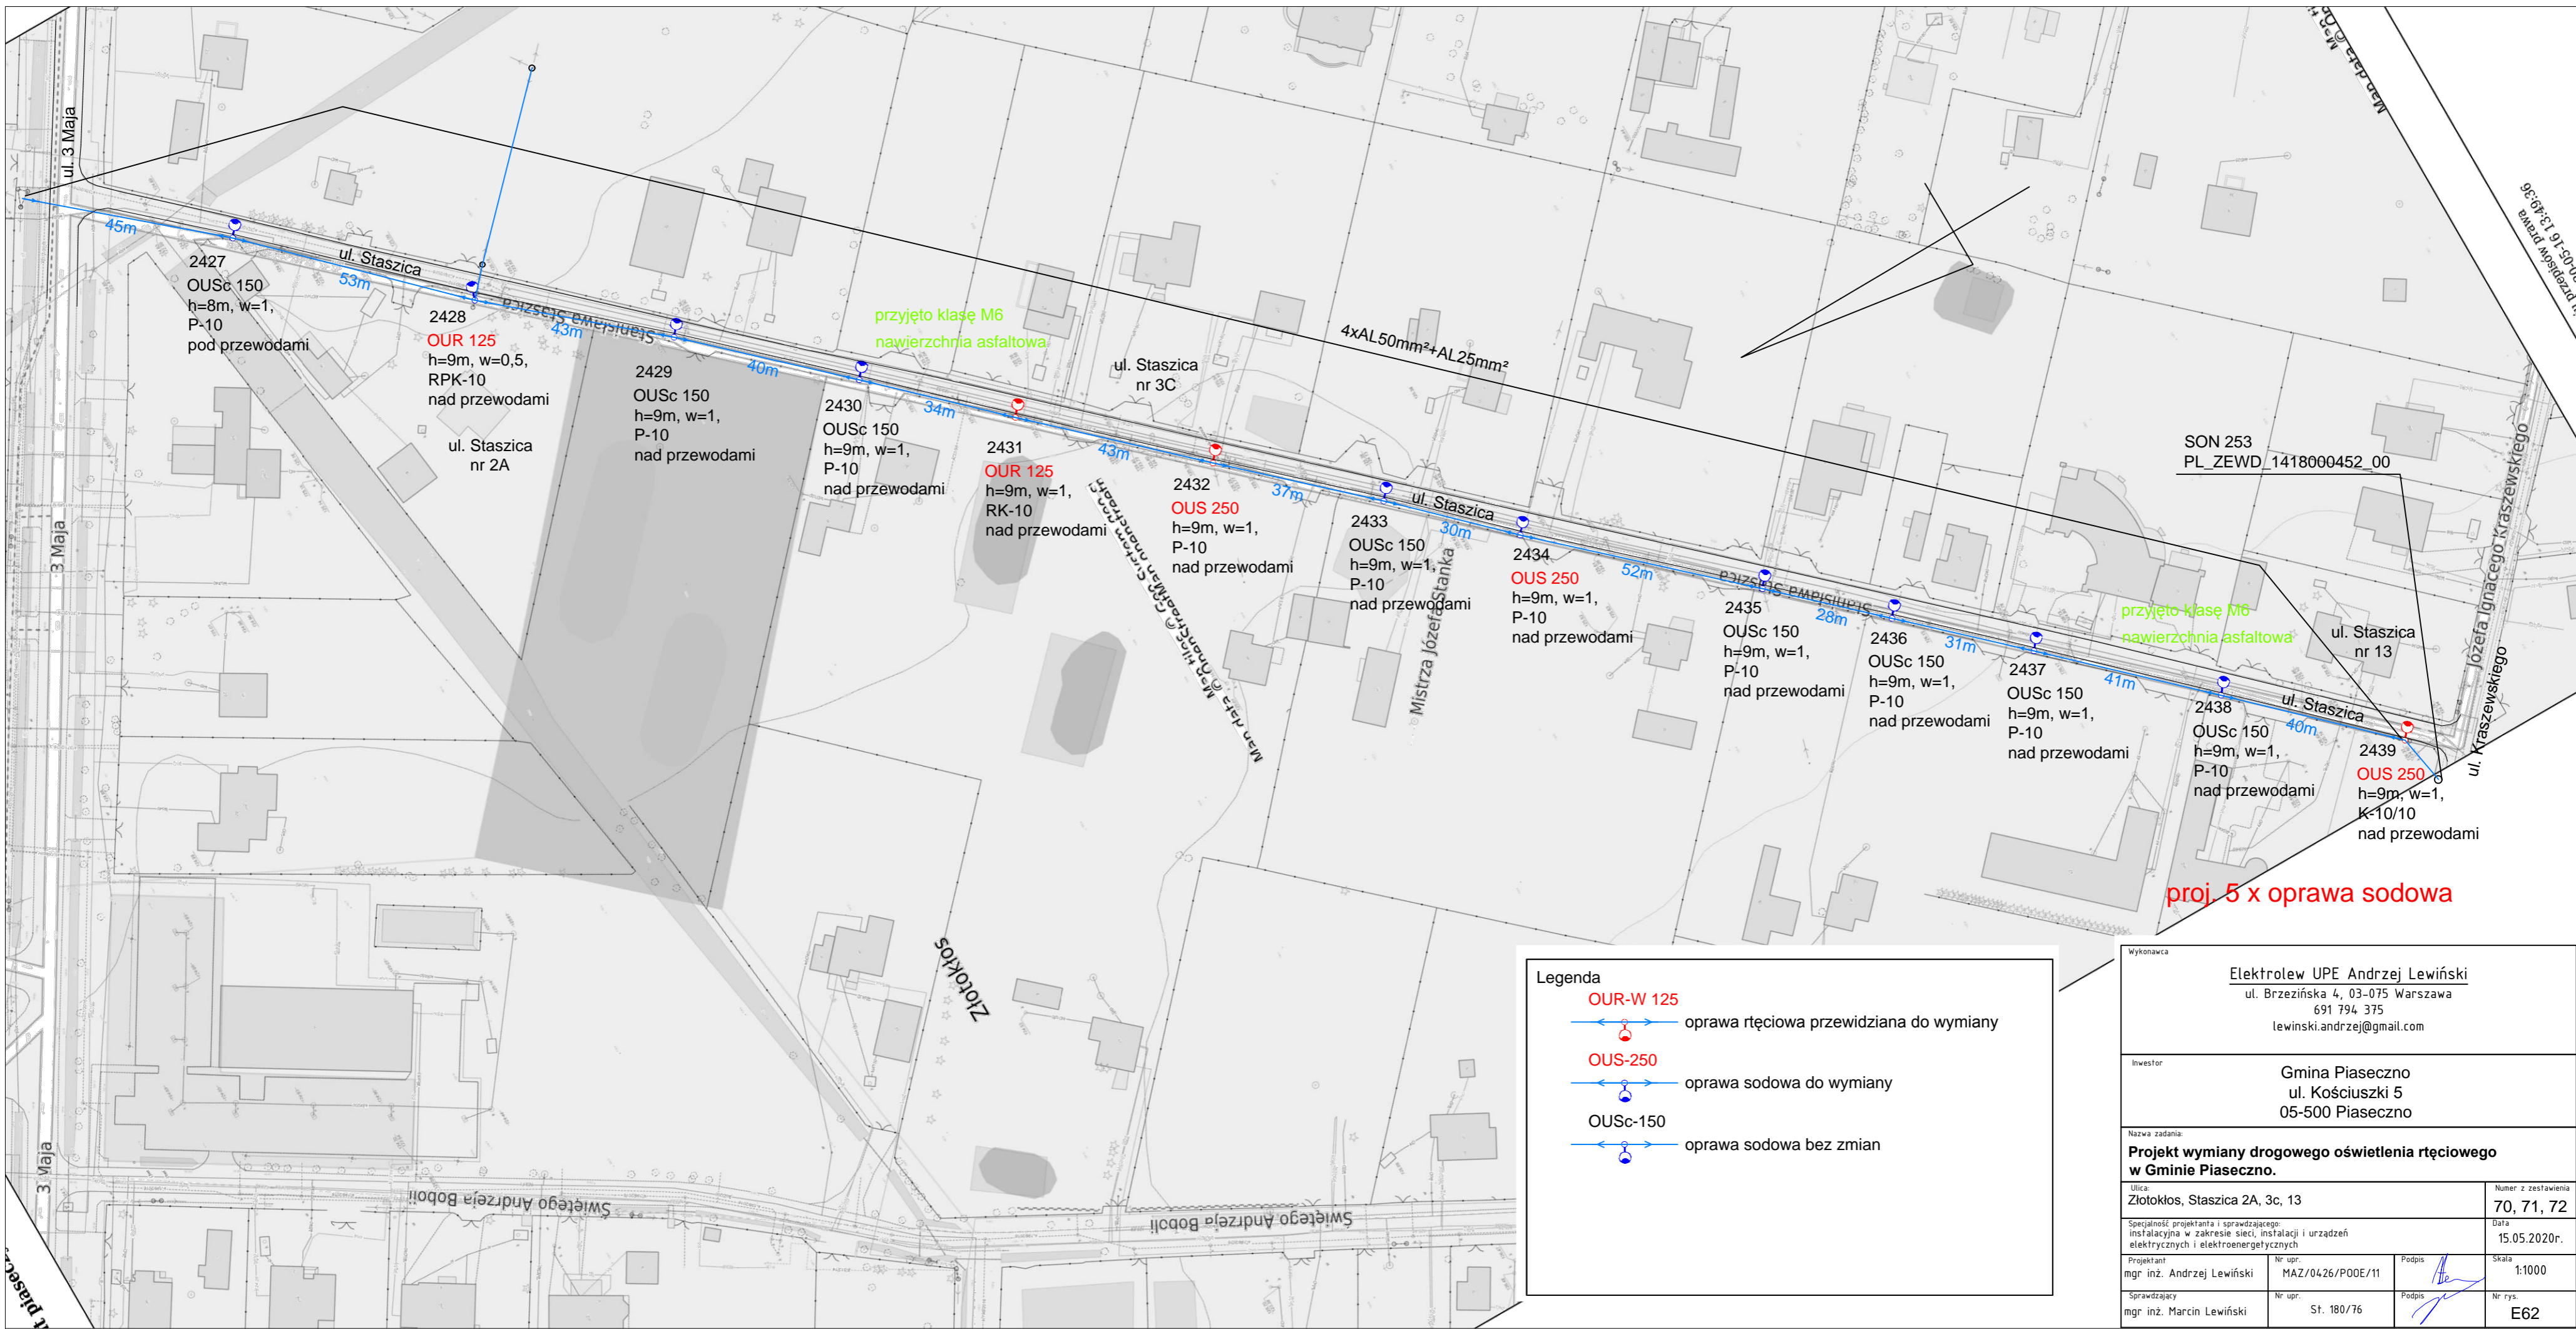 ul. 3 Maja
45m
2427
OUSc 150
h=8m, w=1,
P-10
pod przewodami
53m
ul. Staszica
2428
OUR 125
h=9m, w=0,5,
RPK-10
nad przewodami
ul. Staszica
nr 2A
Stanisława Staszica
43m
2429
OUSc 150
h=9m, w=1,
P-10
nad przewodami
40m
2430
OUSc 150
h=9m, w=1,
P-10
nad przewodami
przyjęto klasę M6
nawierzchnia asfaltowa
34m
2431
OUR 125
h=9m, w=1,
RK-10
nad przewodami
ul. Staszica
nr 3C
43m
2432
OUS 250
h=9m, w=1,
P-10
nad przewodami
4xAL50mm²+AL25mm²
37m
2433
OUSc 150
h=9m, w=1,
P-10
nad przewodami
ul. Staszica
30m
2434
OUS 250
h=9m, w=1,
P-10
nad przewodami
Mistrza Józefa Stanka
52m
2435
OUSc 150
h=9m, w=1,
P-10
nad przewodami
Stanisława Staszica
28m
2436
OUSc 150
h=9m, w=1,
P-10
nad przewodami
31m
2437
OUSc 150
h=9m, w=1,
P-10
nad przewodami
41m
przyjęto klasę M6
nawierzchnia asfaltowa
2438
OUSc 150
h=9m, w=1,
P-10
nad przewodami
ul. Staszica
40m
ul. Staszica
nr 13
2439
OUS 250
h=9m, w=1,
K-10/10
nad przewodami
SON 253
PL_ZEWD_1418000452_00
Józefa Ignacego Kraszewskiego
ul. Kraszewskiego
3 Maja
3 Maja
Złotokłos
Świętego Andrzeja Boboli
Świętego Andrzeja Boboli
Map data ©
przepisów prawa
13:49:36
proj. 5 x oprawa sodowa
Legenda
OUR-W 125
oprawa rtęciowa przewidziana do wymiany
OUS-250
oprawa sodowa do wymiany
OUSc-150
oprawa sodowa bez zmian
Wykonawca
Elektrolew UPE Andrzej Lewiński
ul. Brzezińska 4, 03-075 Warszawa
691 794 375
lewinski.andrzej@gmail.com
Inwestor
Gmina Piaseczno
ul. Kościuszki 5
05-500 Piaseczno
Nazwa zadania:
Projekt wymiany drogowego oświetlenia rtęciowego
w Gminie Piaseczno.
Ulica:
Złotokłos, Staszica 2A, 3c, 13
Numer z zestawienia
70, 71, 72
Specjalność projektanta i sprawdzającego:
instalacyjna w zakresie sieci, instalacji i urządzeń
elektrycznych i elektroenergetycznych
Data
15.05.2020r.
Projektant
mgr inż. Andrzej Lewiński
Nr upr.
MAZ/0426/POOE/11
Podpis
Skala
1:1000
Sprawdzający
mgr inż. Marcin Lewiński
Nr upr.
St. 180/76
Podpis
Nr rys.
E62